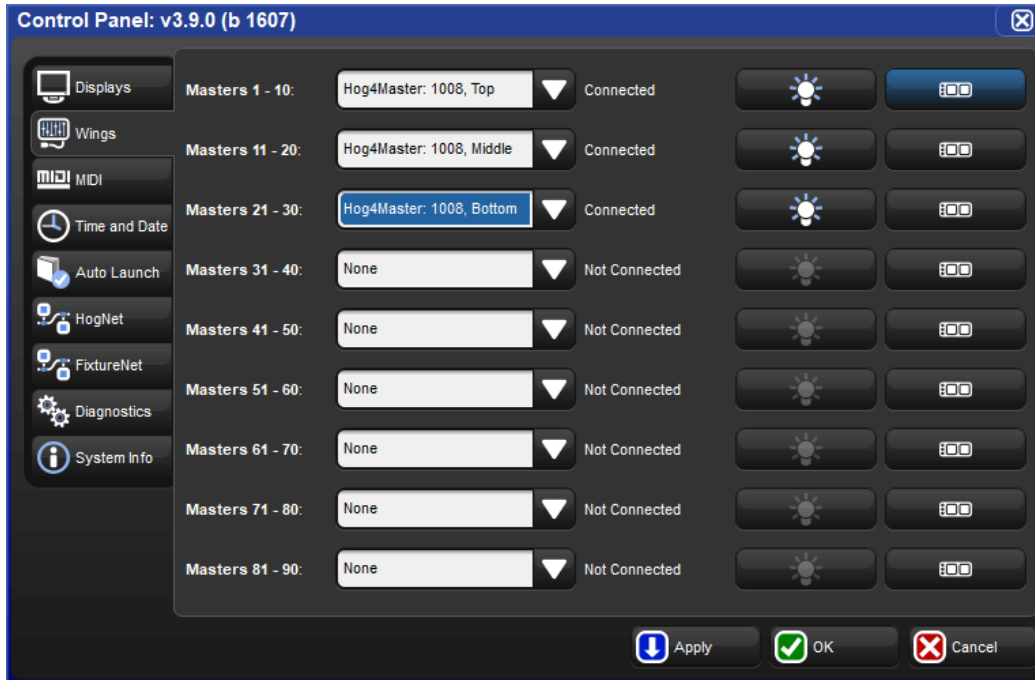 Control Panel: v3.9.0 (b 1607)
Displays
Wings
MIDI MIDI
Time and Date
Auto Launch
HogNet
FixtureNet
Diagnostics
System Info
Masters 1 - 10: Hog4Master: 1008, Top Connected
Masters 11 - 20: Hog4Master: 1008, Middle Connected
Masters 21 - 30: Hog4Master: 1008, Bottom Connected
Masters 31 - 40: None Not Connected
Masters 41 - 50: None Not Connected
Masters 51 - 60: None Not Connected
Masters 61 - 70: None Not Connected
Masters 71 - 80: None Not Connected
Masters 81 - 90: None Not Connected
Apply OK Cancel